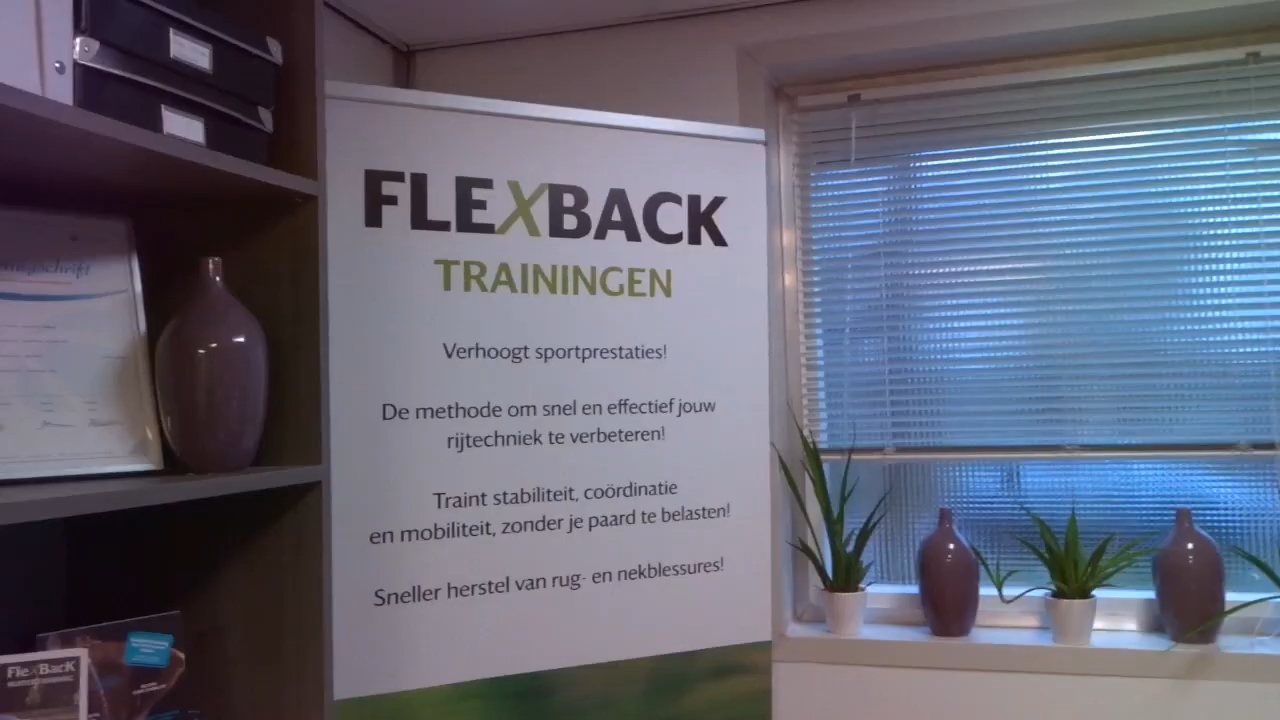 FLEXBACK
TRAININGEN
Verhoogt sportprestaties!
De methode om snel en effectief jouw
rijtechniek te verbeteren!
Traint stabiliteit, coördinatie
en mobiliteit, zonder je paard te belasten!
Sneller herstel van rug- en nekblessures!
FleXBacK